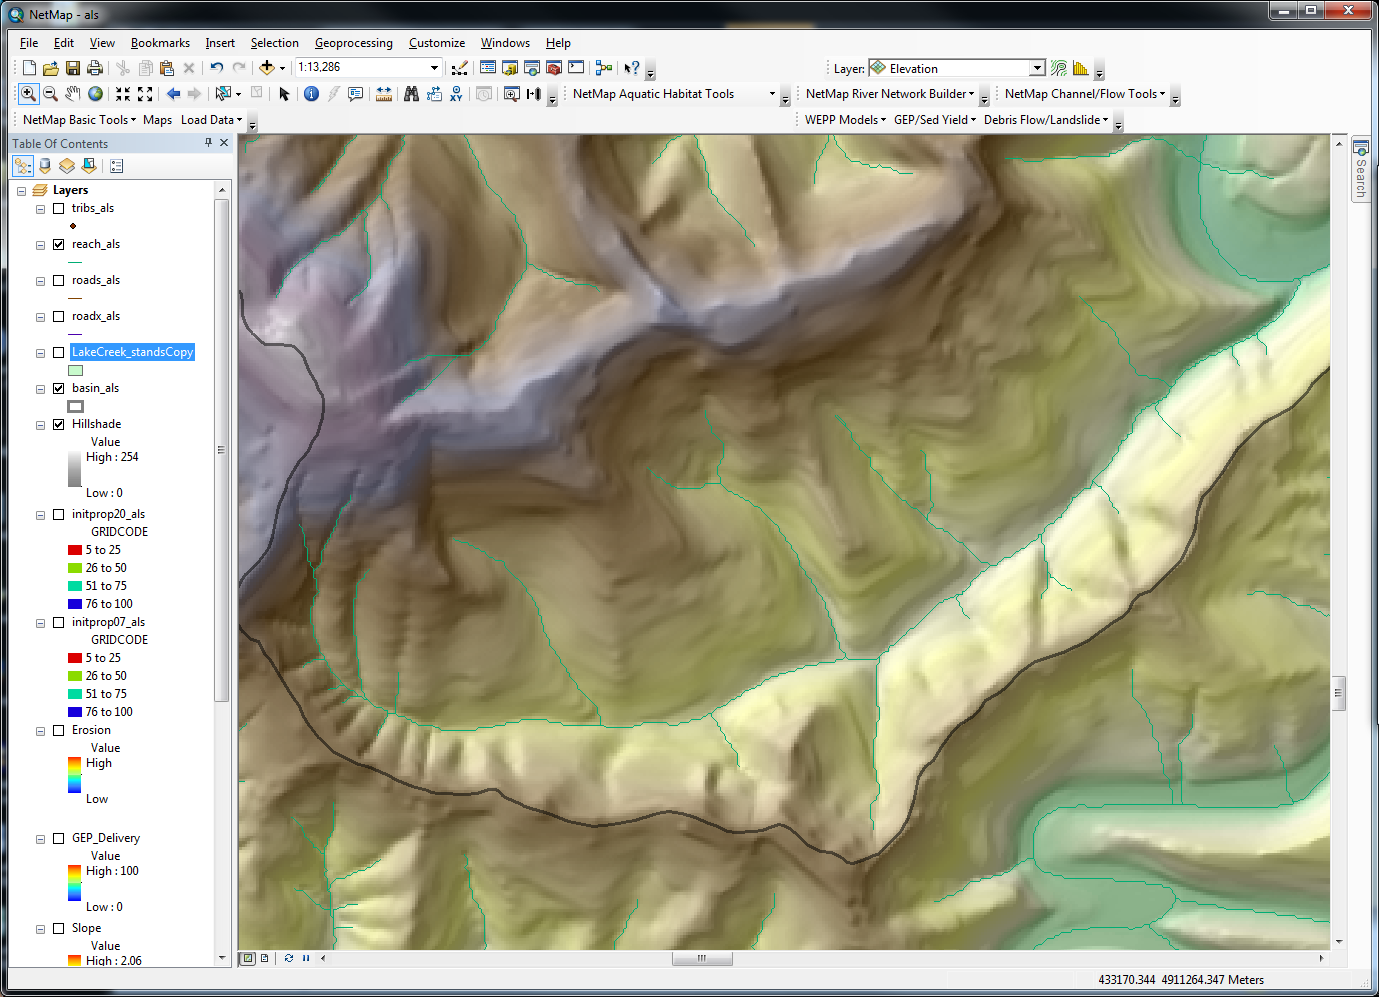 NetMap - als
File Edit View Bookmarks Insert Selection Geoprocessing Customize Windows Help
1:13,286
Layer: Elevation
NetMap Aquatic Habitat Tools NetMap River Network Builder NetMap Channel/Flow Tools
NetMap Basic Tools Maps Load Data WEPP Models GEP/Sed Yield Debris Flow/Landslide
Table Of Contents
Search
Layers
tribs_als
reach_als
roads_als
roadx_als
LakeCreek_standsCopy
basin_als
Hillshade
Value
High : 254
Low : 0
initprop20_als
GRIDCODE
5 to 25
26 to 50
51 to 75
76 to 100
initprop07_als
GRIDCODE
5 to 25
26 to 50
51 to 75
76 to 100
Erosion
Value
High
Low
GEP_Delivery
Value
High : 100
Low : 0
Slope
Value
High : 2.06
433170.344 4911264.347 Meters